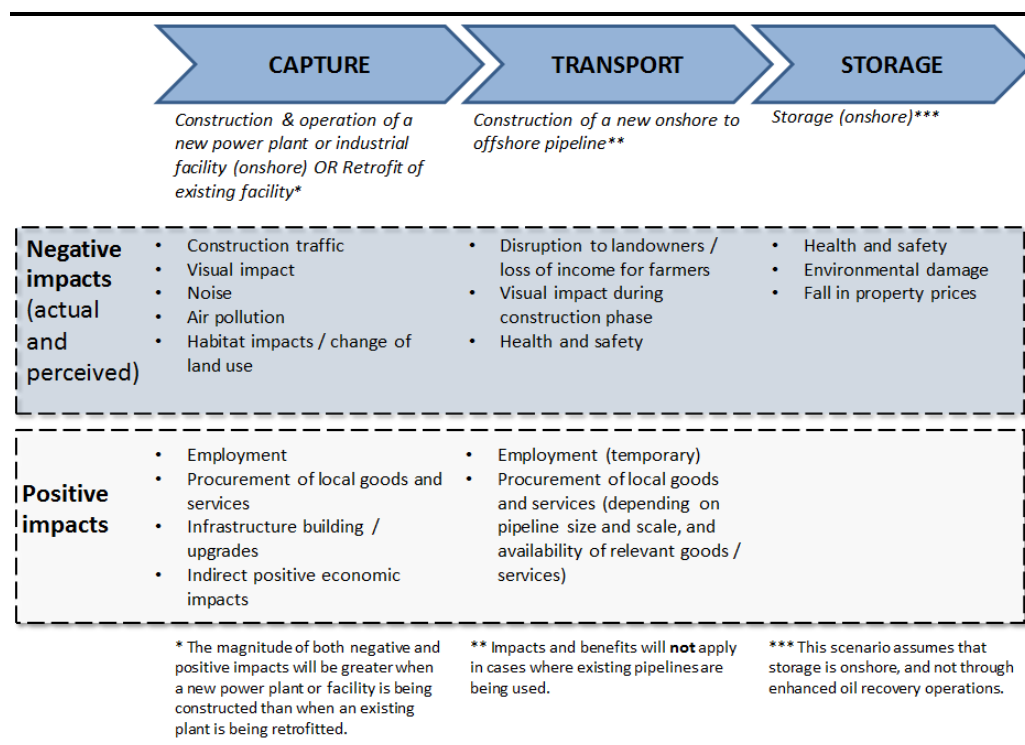 CAPTURE
TRANSPORT
STORAGE
Construction & operation of a
new power plant or industrial
facility (onshore) OR Retrofit of
existing facility*
Construction of a new onshore to
offshore pipeline**
Storage (onshore)***
Negative
impacts
(actual
and
perceived)
• Construction traffic
• Visual impact
• Noise
• Air pollution
• Habitat impacts / change of
land use
• Disruption to landowners /
loss of income for farmers
• Visual impact during
construction phase
• Health and safety
• Health and safety
• Environmental damage
• Fall in property prices
Positive
impacts
• Employment
• Procurement of local goods and
services
• Infrastructure building /
upgrades
• Indirect positive economic
impacts
• Employment (temporary)
• Procurement of local goods
and services (depending on
pipeline size and scale, and
availability of relevant goods /
services)
* The magnitude of both negative and
positive impacts will be greater when
a new power plant or facility is being
constructed than when an existing
plant is being retrofitted.
** Impacts and benefits will not apply
in cases where existing pipelines are
being used.
*** This scenario assumes that
storage is onshore, and not through
enhanced oil recovery operations.